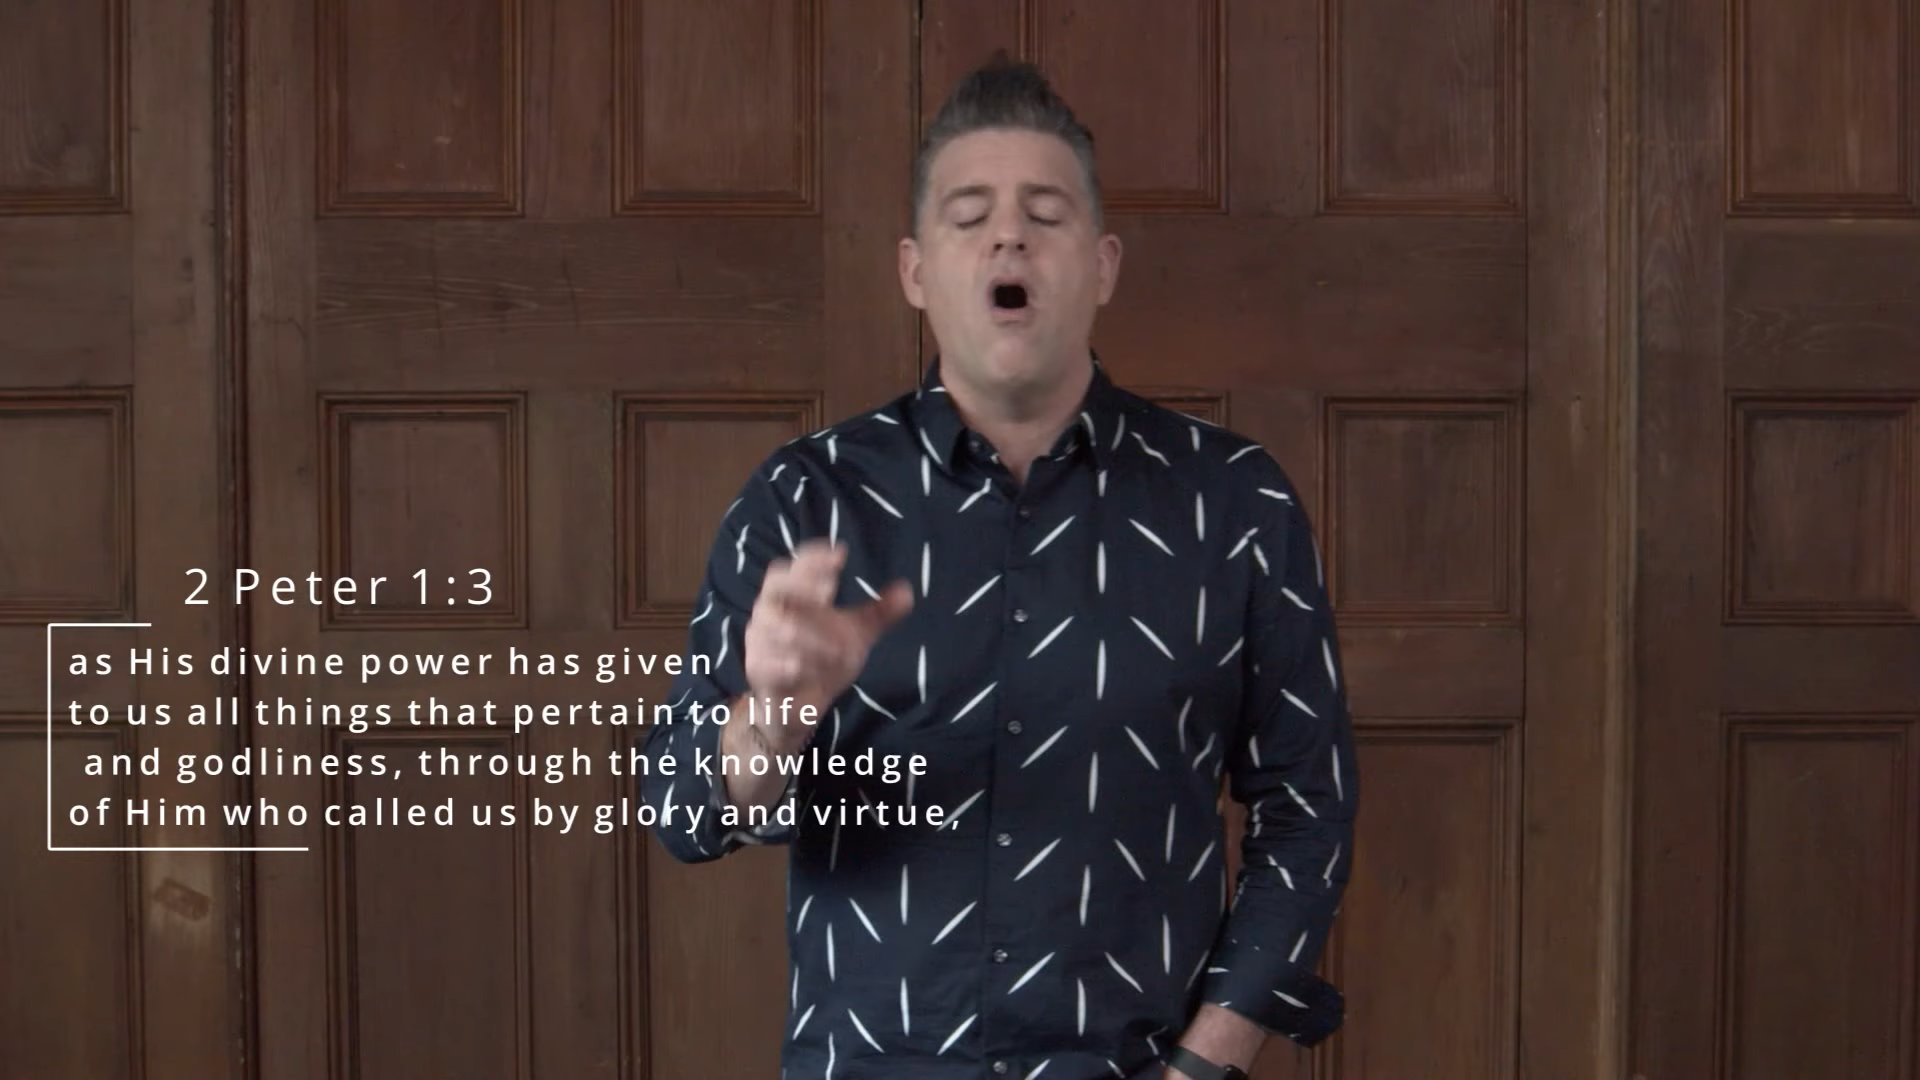 2 Peter 1:3
as His divine power has given
to us all things that pertain to life
and godliness, through the knowledge
of Him who called us by glory and virtue,